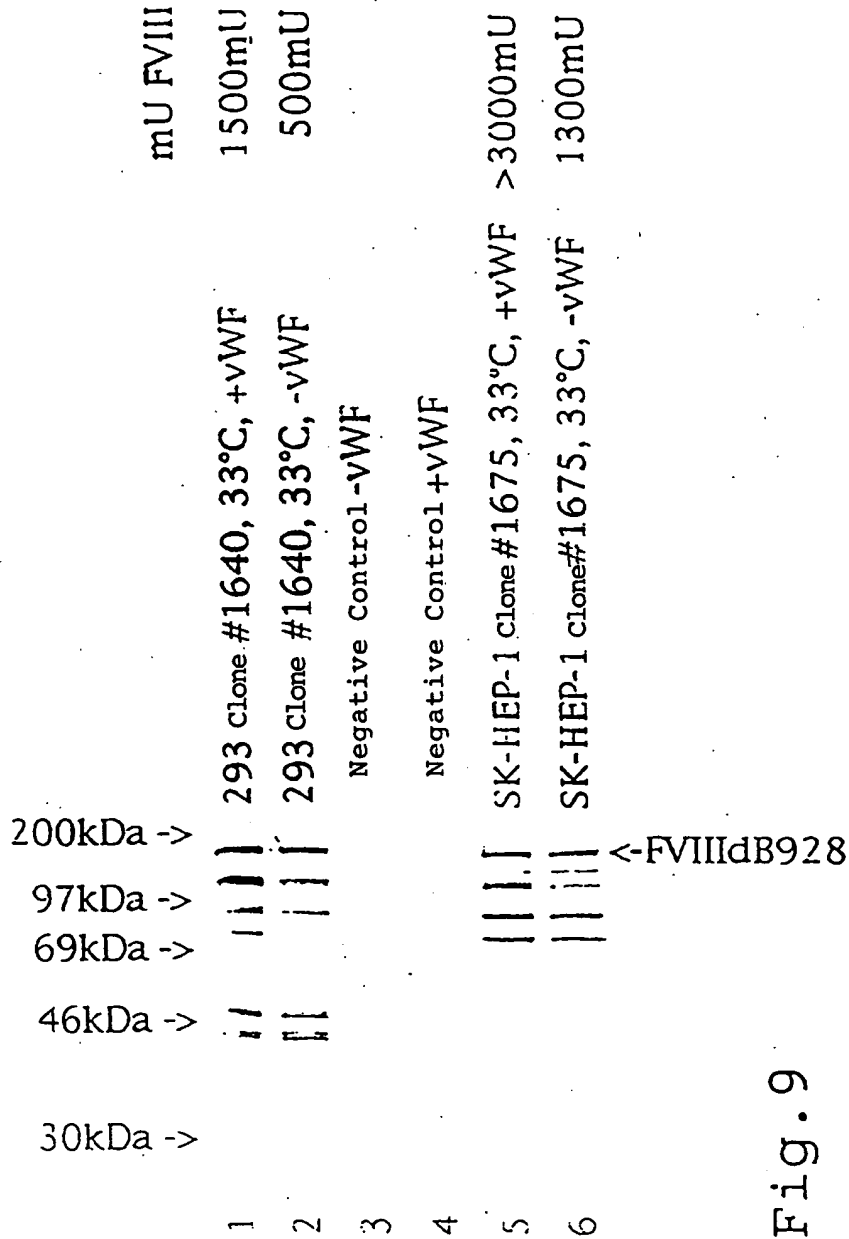 mU FVIII
293 Clone #1640, 33°C, +vWF 1500mU
293 Clone #1640, 33°C, -vWF 500mU
Negative Control-vWF
Negative Control+vWF
SK-HEP-1 Clone#1675, 33°C, +vWF >3000mU
SK-HEP-1 Clone#1675, 33°C, -vWF 1300mU
200kDa ->
97kDa ->
69kDa ->
46kDa ->
30kDa ->
<-FVIIIdB928
1
2
3
4
5
6
Fig.9